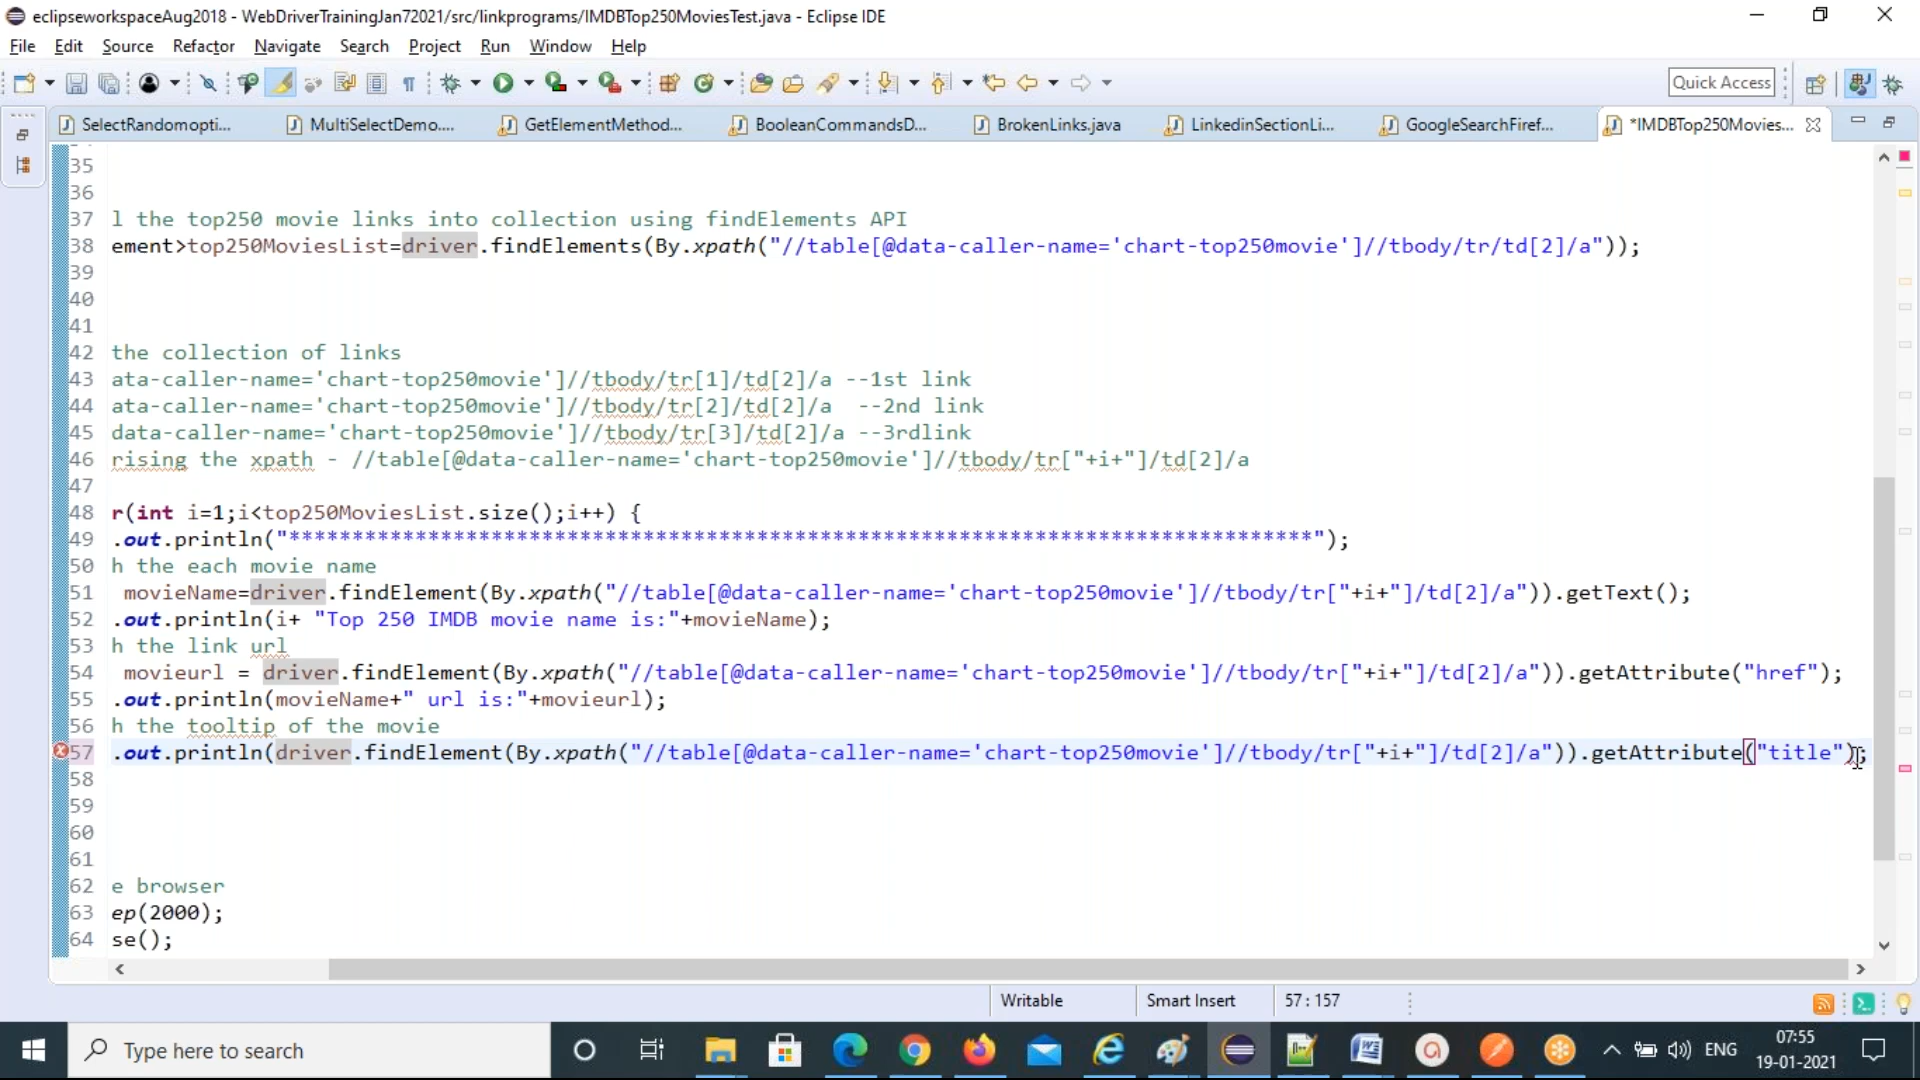 eclipseworkspaceAug2018 - WebDriverTrainingJan72021/src/linkprograms/IMDBTop250MoviesTest.java - Eclipse IDE
File Edit Source Refactor Navigate Search Project Run Window Help
Quick Access
SelectRandomopti... MultiSelectDemo.... GetElementMethod... BooleanCommandsD... BrokenLinks.java LinkedinSectionLi... GoogleSearchFiref... *IMDBTop250Movies...
35
36
37 l the top250 movie links into collection using findElements API
38 ement>top250MoviesList=driver.findElements(By.xpath("//table[@data-caller-name='chart-top250movie']//tbody/tr/td[2]/a"));
39
40
41
42 the collection of links
43 ata-caller-name='chart-top250movie']//tbody/tr[1]/td[2]/a --1st link
44 ata-caller-name='chart-top250movie']//tbody/tr[2]/td[2]/a  --2nd link
45 data-caller-name='chart-top250movie']//tbody/tr[3]/td[2]/a --3rdlink
46 rising the xpath - //table[@data-caller-name='chart-top250movie']//tbody/tr["+i+"]/td[2]/a
47
48 r(int i=1;i<top250MoviesList.size();i++) {
49 .out.println("*********************************************************************************");
50 h the each movie name
51 movieName=driver.findElement(By.xpath("//table[@data-caller-name='chart-top250movie']//tbody/tr["+i+"]/td[2]/a")).getText();
52 .out.println(i+ "Top 250 IMDB movie name is:"+movieName);
53 h the link url
54 movieurl = driver.findElement(By.xpath("//table[@data-caller-name='chart-top250movie']//tbody/tr["+i+"]/td[2]/a")).getAttribute("href");
55 .out.println(movieName+" url is:"+movieurl);
56 h the tooltip of the movie
57 .out.println(driver.findElement(By.xpath("//table[@data-caller-name='chart-top250movie']//tbody/tr["+i+"]/td[2]/a")).getAttribute("title");
58
59
60
61
62 e browser
63 ep(2000);
64 se();
Writable Smart Insert 57:157
Type here to search
ENG
07:55
19-01-2021